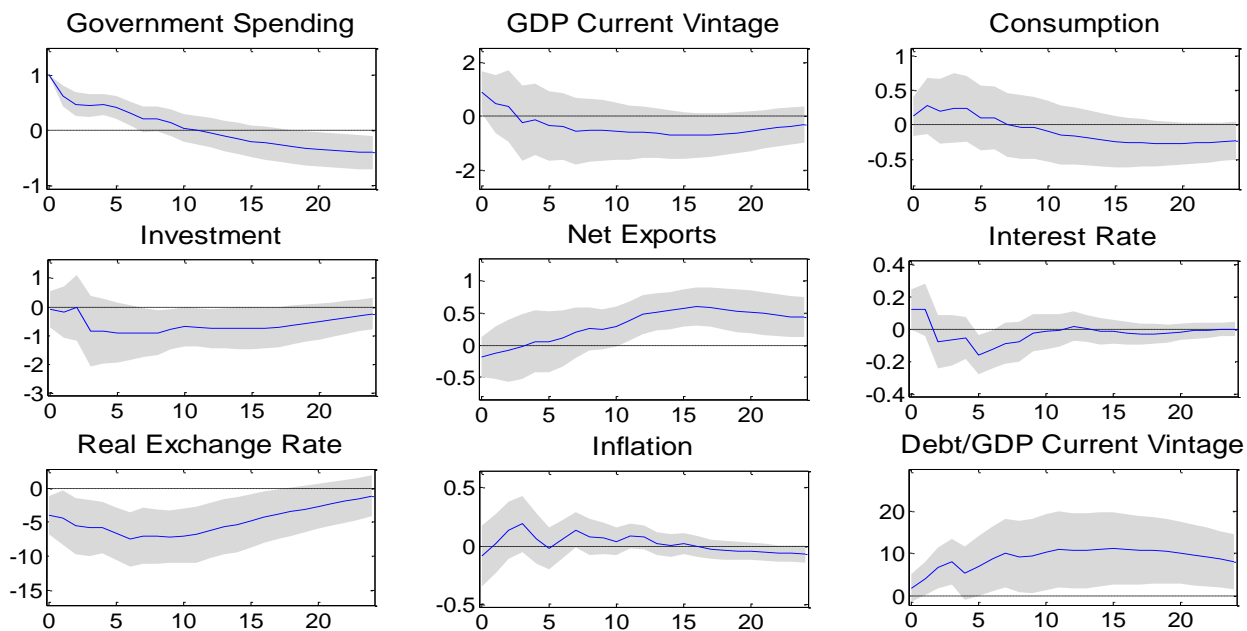 Government Spending
1
0
-1
0 5 10 15 20
GDP Current Vintage
2
0
-2
0 5 10 15 20
Consumption
0.5
0
-0.5
0 5 10 15 20
Investment
1
0
-1
-2
-3
0 5 10 15 20
Net Exports
1
0.5
0
-0.5
0 5 10 15 20
Interest Rate
0.4
0.2
0
-0.2
-0.4
0 5 10 15 20
Real Exchange Rate
0
-5
-10
-15
0 5 10 15 20
Inflation
0.5
0
-0.5
0 5 10 15 20
Debt/GDP Current Vintage
20
10
0
0 5 10 15 20